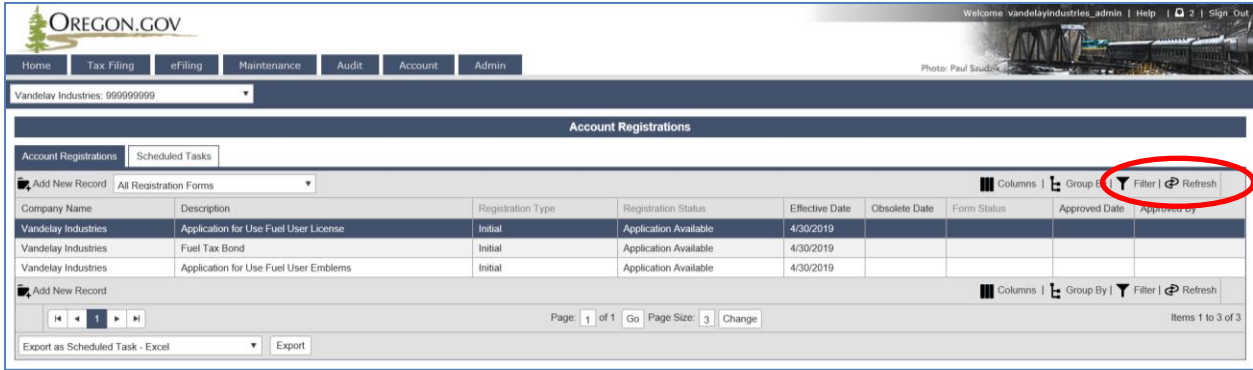 Welcome vandelayindustries_admin | Help | 2 | Sign Out
OREGON.GOV
Home Tax Filing eFiling Maintenance Audit Account Admin
Photo: Paul Szudzik
Vandelay Industries: 999999999
Account Registrations
Account Registrations Scheduled Tasks
Add New Record All Registration Forms Columns | Group By | Filter | Refresh
Company Name Description Registration Type Registration Status Effective Date Obsolete Date Form Status Approved Date Approved By
Vandelay Industries Application for Use Fuel User License Initial Application Available 4/30/2019
Vandelay Industries Fuel Tax Bond Initial Application Available 4/30/2019
Vandelay Industries Application for Use Fuel User Emblems Initial Application Available 4/30/2019
Add New Record Columns | Group By | Filter | Refresh
1 Page: 1 of 1 Go Page Size: 3 Change Items 1 to 3 of 3
Export as Scheduled Task - Excel Export